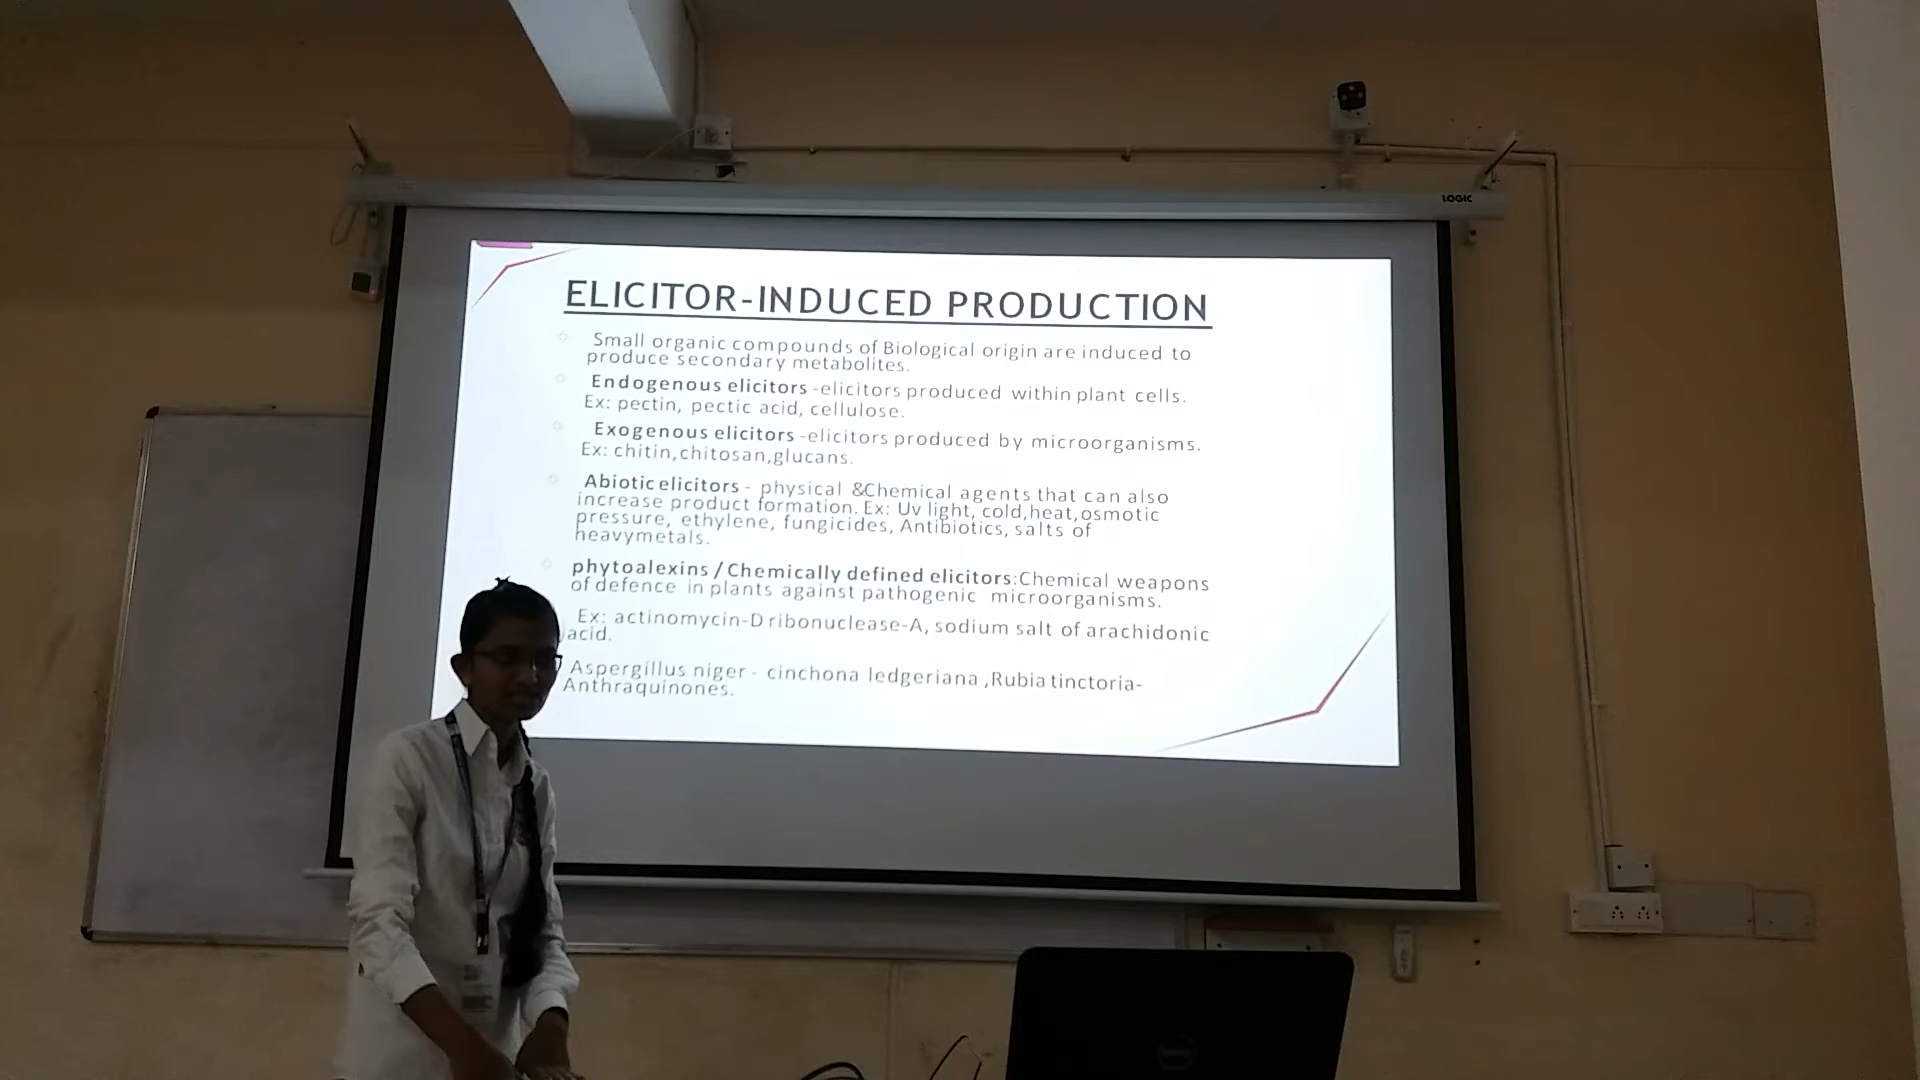 LOGIC
ELICITOR-INDUCED PRODUCTION
Small organic compounds of Biological origin are induced to
produce secondary metabolites.
Endogenous elicitors -elicitors produced within plant cells.
Ex: pectin, pectic acid, cellulose.
Exogenous elicitors -elicitors produced by microorganisms.
Ex: chitin,chitosan,glucans.
Abiotic elicitors - physical &Chemical agents that can also
increase product formation. Ex: Uv light, cold,heat,osmotic
pressure, ethylene, fungicides, Antibiotics, salts of
heavymetals.
phytoalexins / Chemically defined elicitors:Chemical weapons
of defence in plants against pathogenic microorganisms.
Ex: actinomycin-D ribonuclease-A, sodium salt of arachidonic
acid.
Aspergillus niger - cinchona ledgeriana ,Rubia tinctoria-
Anthraquinones.